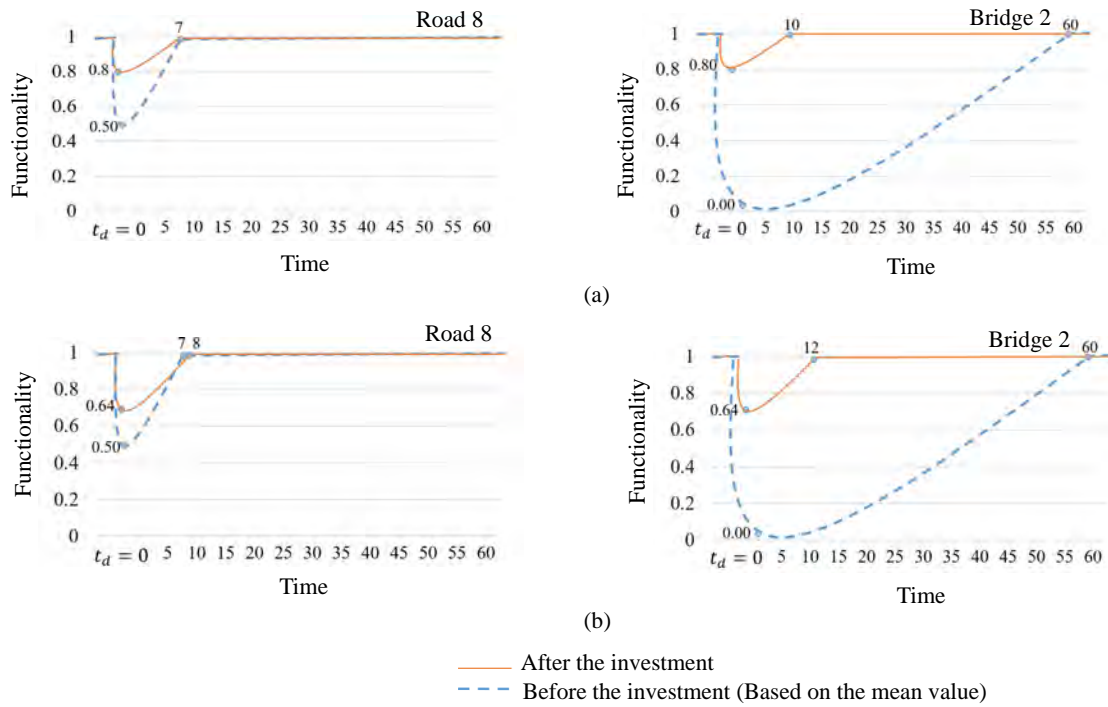 Road 8
7
1
0.8
0.8
0.6
0.50
0.4
0.2
0
Functionality
t_d = 0 5 10 15 20 25 30 35 40 45 50 55 60
Time
Bridge 2
10
60
1
0.8
0.80
0.6
0.4
0.2
0.00
0
Functionality
t_d = 0 5 10 15 20 25 30 35 40 45 50 55 60
Time
(a)
Road 8
7 8
1
0.8
0.64
0.6
0.50
0.4
0.2
0
Functionality
t_d = 0 5 10 15 20 25 30 35 40 45 50 55 60
Time
Bridge 2
12
60
1
0.8
0.64
0.6
0.4
0.2
0.00
0
Functionality
t_d = 0 5 10 15 20 25 30 35 40 45 50 55 60
Time
(b)
After the investment
Before the investment (Based on the mean value)